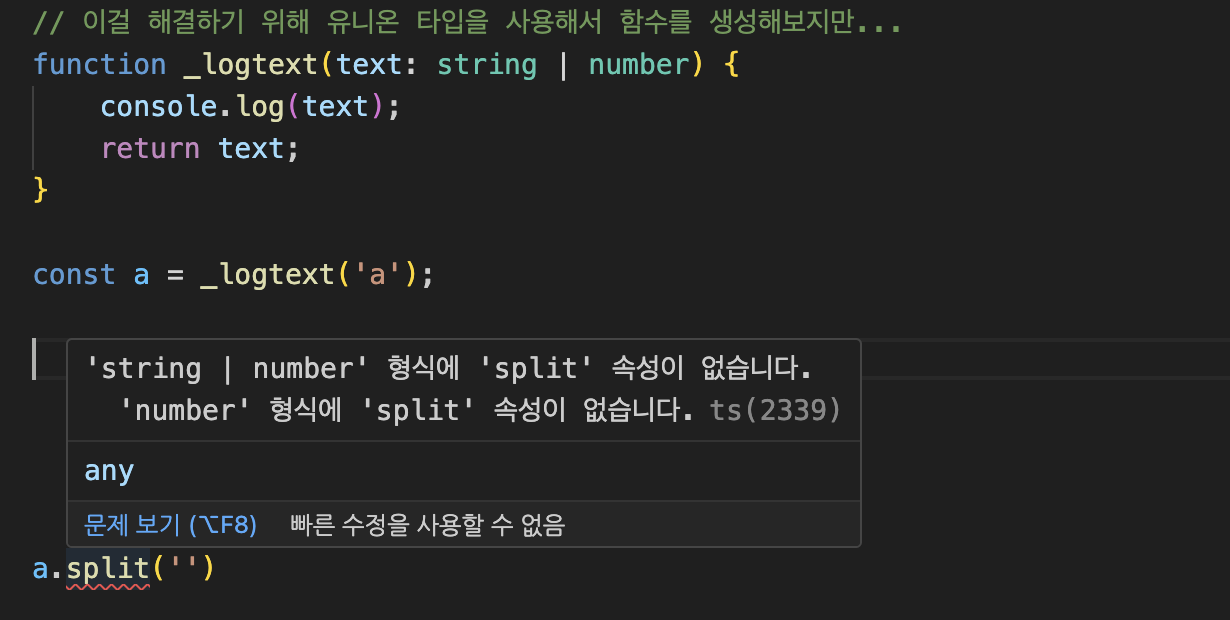 // 이걸 해결하기 위해 유니온 타입을 사용해서 함수를 생성해보지만...
function _logtext(text: string | number) {
    console.log(text);
    return text;
}
const a = _logtext('a');
'string | number' 형식에 'split' 속성이 없습니다.
  'number' 형식에 'split' 속성이 없습니다. ts(2339)
any
문제 보기 (⌥F8) 빠른 수정을 사용할 수 없음
a.split('')